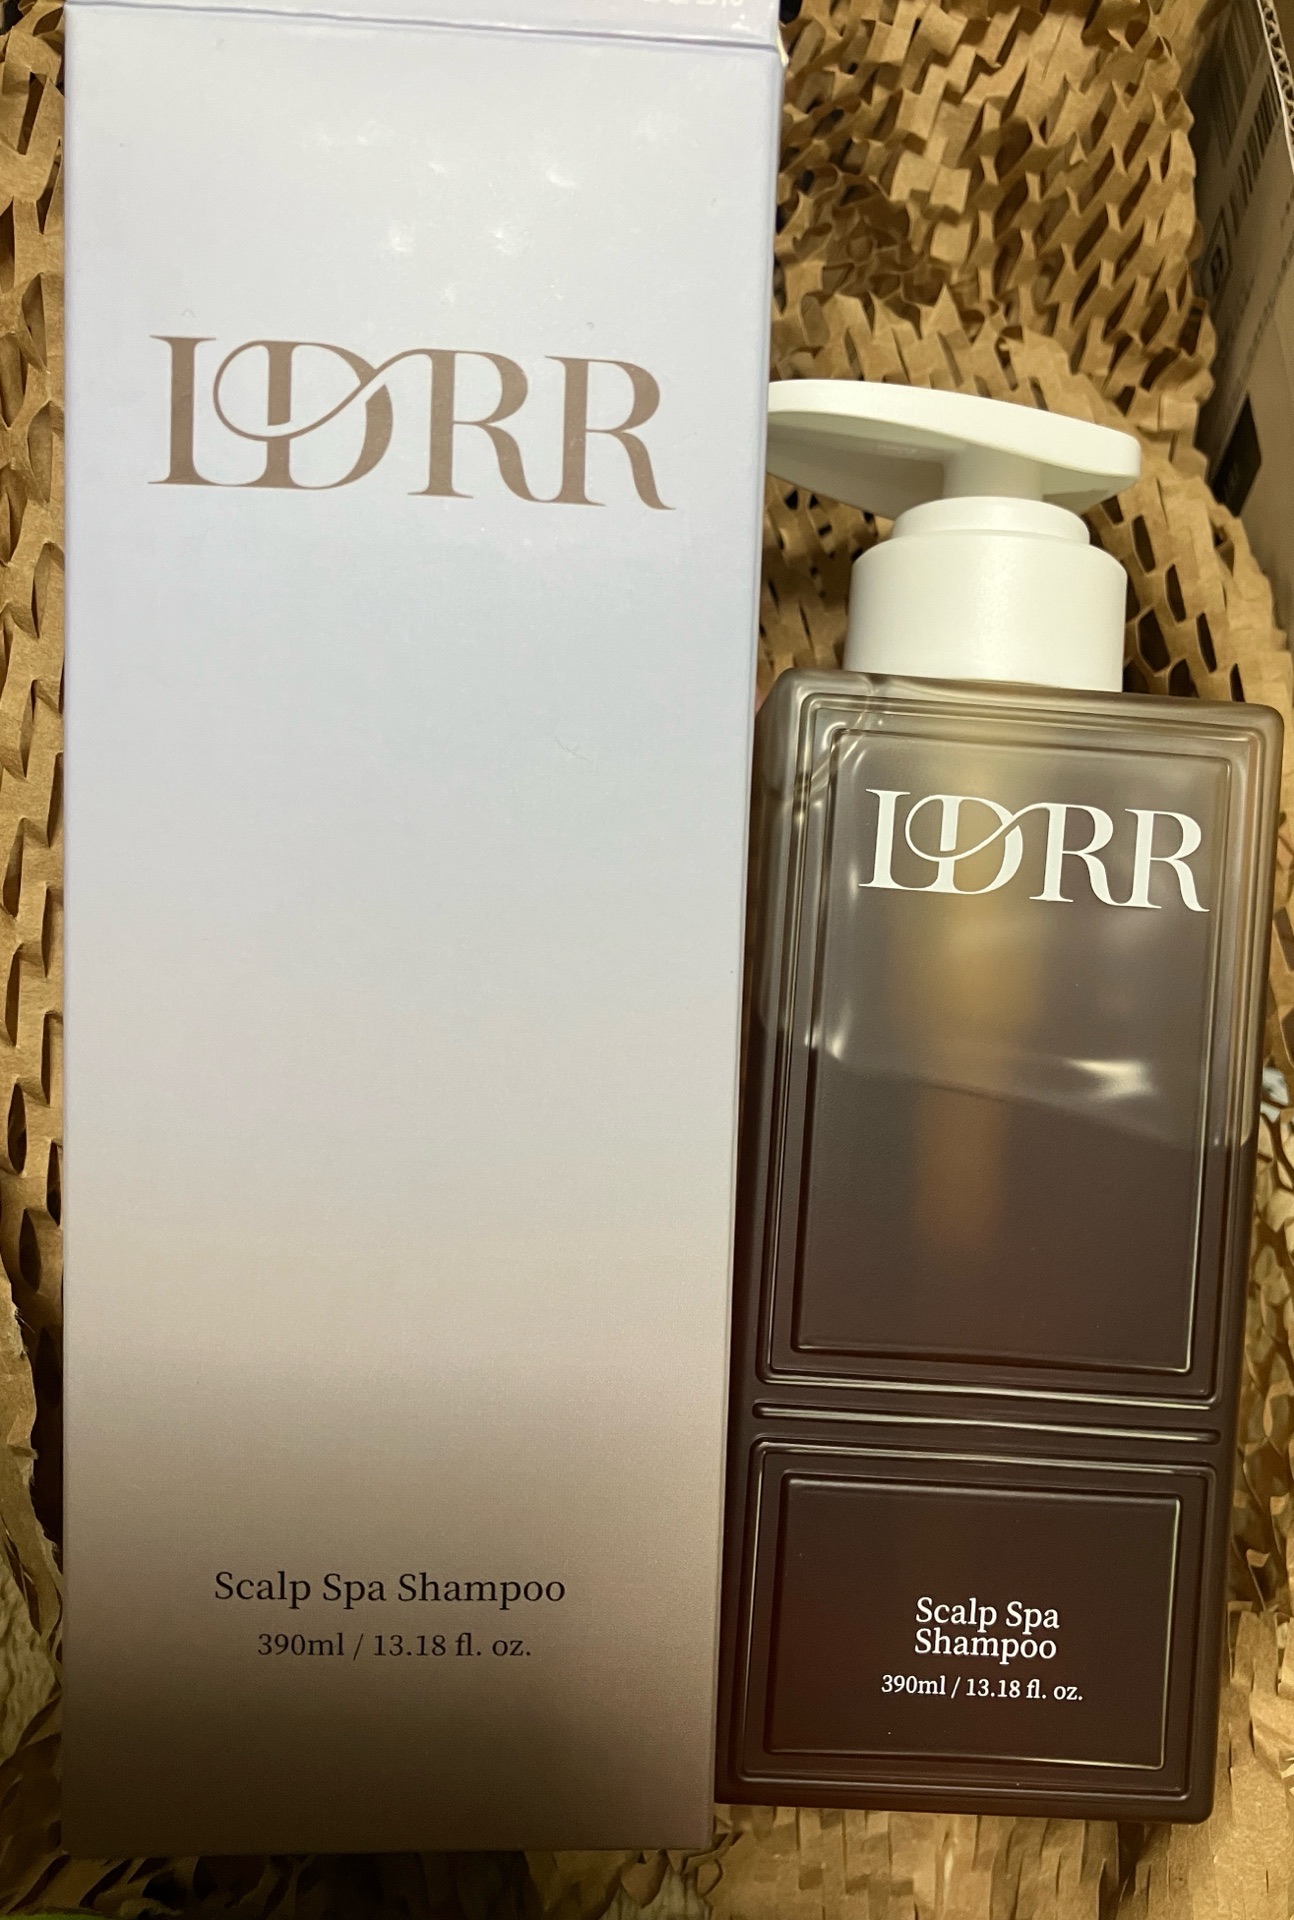 LDRR
Scalp Spa Shampoo
390ml / 13.18 fl. oz.
LDRR
Scalp Spa
Shampoo
390ml / 13.18 fl. oz.